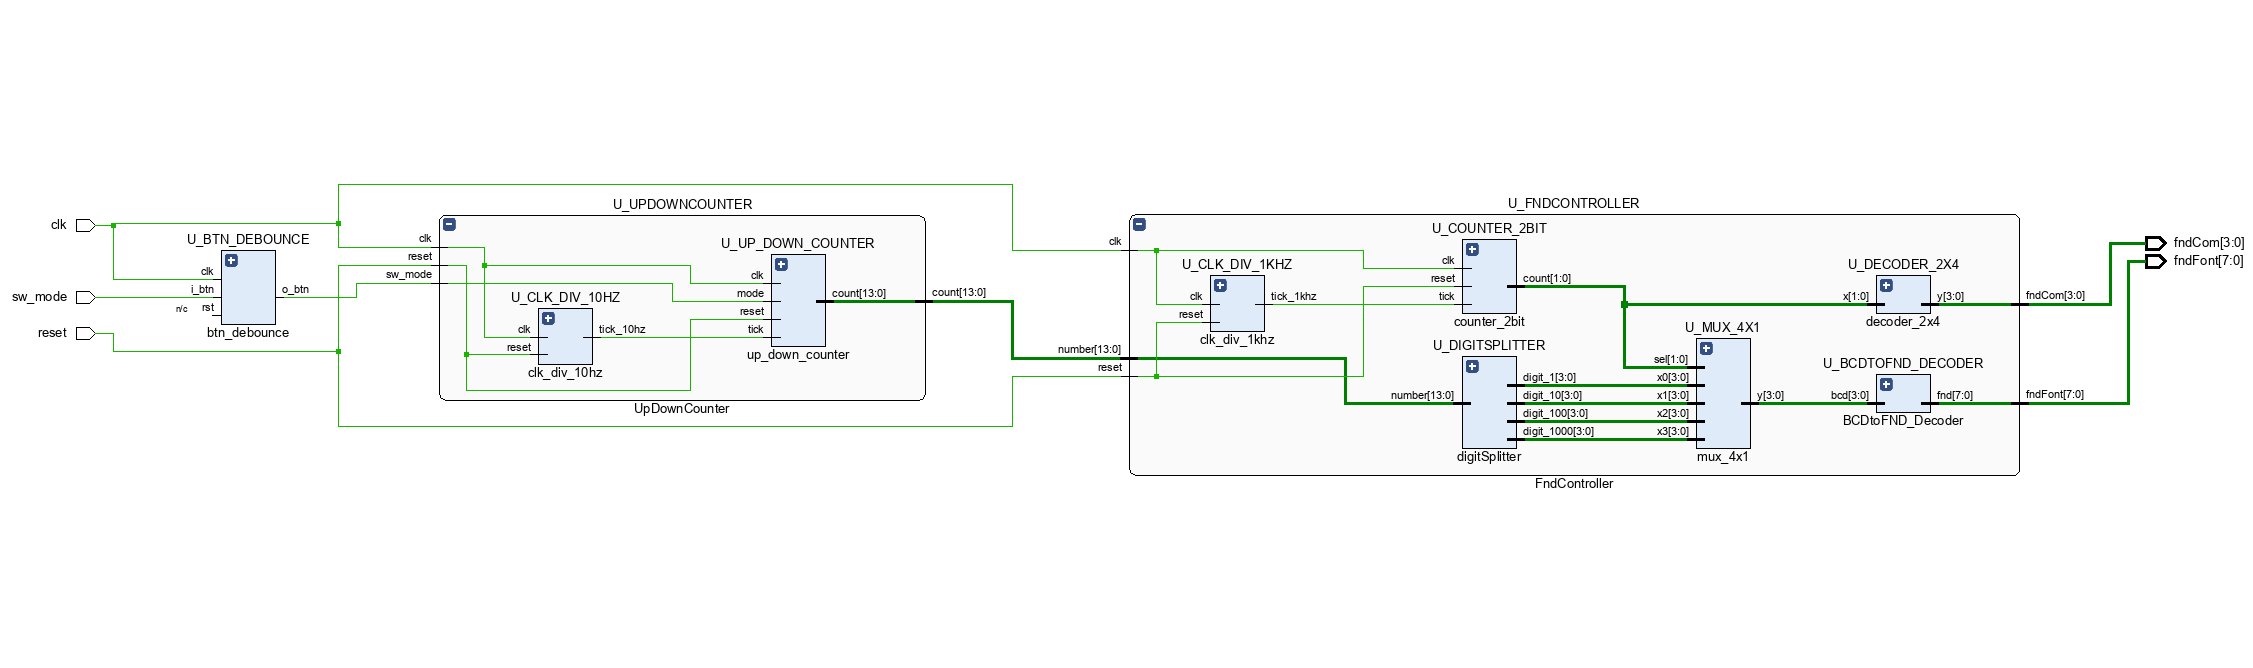 clk
sw_mode
reset
U_BTN_DEBOUNCE
clk
i_btn
n/c
rst
o_btn
btn_debounce
U_UPDOWNCOUNTER
clk
reset
sw_mode
U_CLK_DIV_10HZ
clk
reset
tick_10hz
clk_div_10hz
U_UP_DOWN_COUNTER
clk
mode
reset
tick
count[13:0]
up_down_counter
count[13:0]
UpDownCounter
U_FNDCONTROLLER
clk
number[13:0]
reset
U_CLK_DIV_1KHZ
clk
reset
tick_1khz
clk_div_1khz
U_COUNTER_2BIT
clk
reset
tick
count[1:0]
counter_2bit
U_DIGITSPLITTER
number[13:0]
digit_1[3:0]
digit_10[3:0]
digit_100[3:0]
digit_1000[3:0]
digitSplitter
U_MUX_4X1
sel[1:0]
x0[3:0]
x1[3:0]
x2[3:0]
x3[3:0]
y[3:0]
mux_4x1
U_DECODER_2X4
x[1:0]
y[3:0]
decoder_2x4
U_BCDTOFND_DECODER
bcd[3:0]
fnd[7:0]
BCDtoFND_Decoder
fndCom[3:0]
fndFont[7:0]
FndController
fndCom[3:0]
fndFont[7:0]